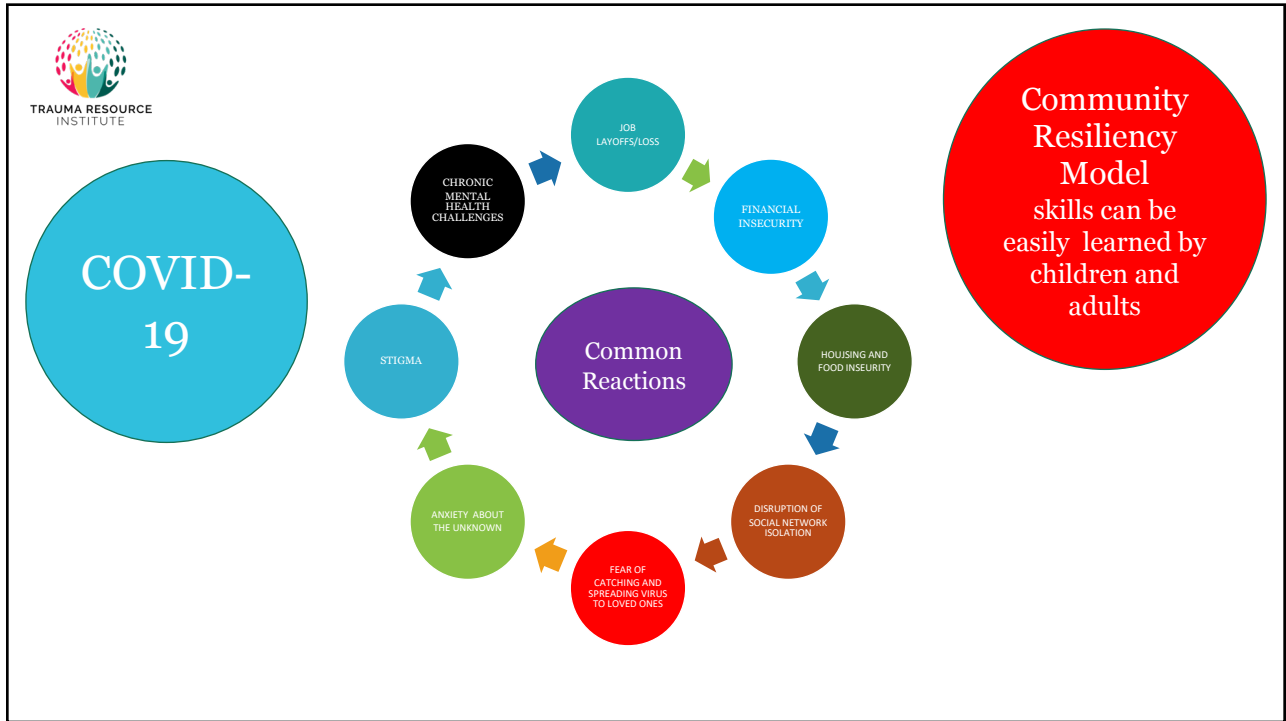 TRAUMA RESOURCE
INSTITUTE
COVID-
19
Common
Reactions
JOB
LAYOFFS/LOSS
FINANCIAL
INSECURITY
HOUJSING AND
FOOD INSEURITY
DISRUPTION OF
SOCIAL NETWORK
ISOLATION
FEAR OF
CATCHING AND
SPREADING VIRUS
TO LOVED ONES
ANXIETY ABOUT
THE UNKNOWN
STIGMA
CHRONIC
MENTAL
HEALTH
CHALLENGES
Community
Resiliency
Model
skills can be
easily learned by
children and
adults